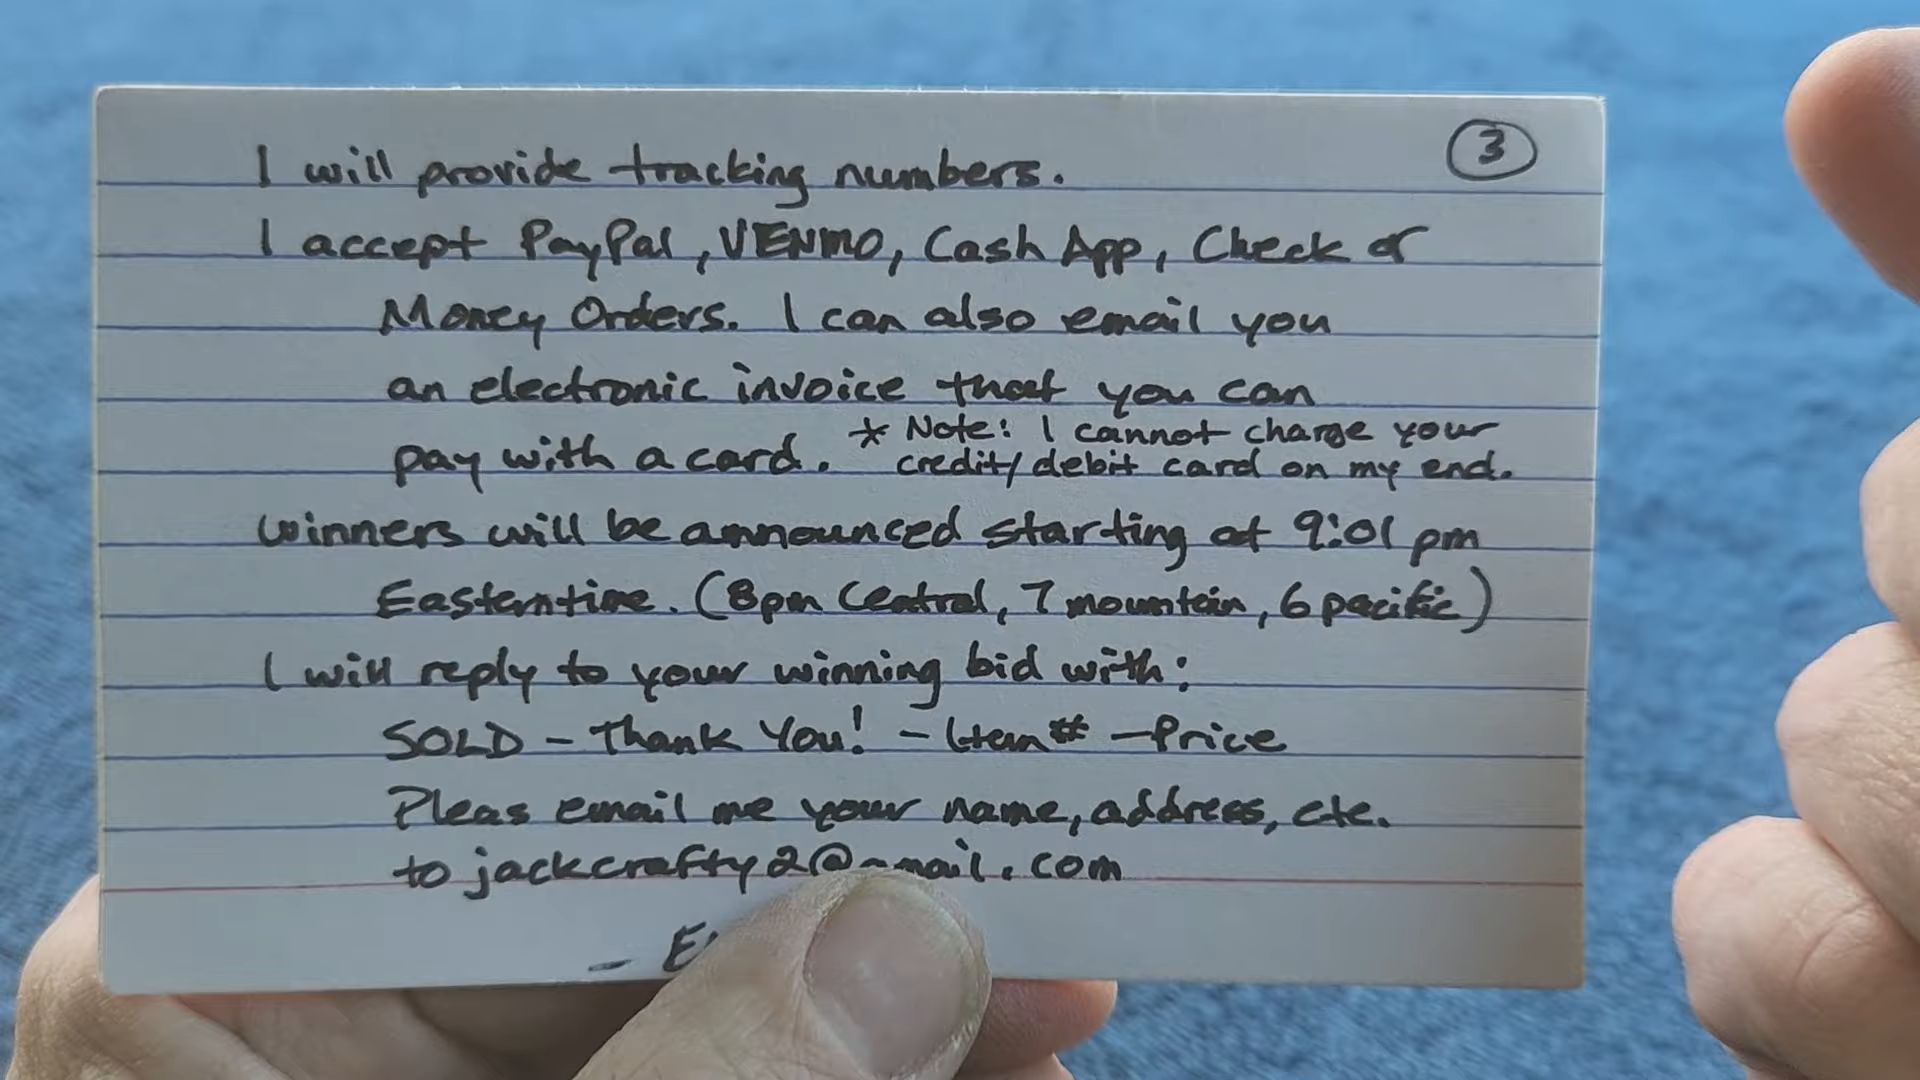 3
I will provide tracking numbers.
I accept PayPal, VENMO, Cash App, Check or
Money Orders. I can also email you
an electronic invoice that you can
pay with a card. * Note: I cannot charge your
credit/debit card on my end.
Winners will be announced starting at 9:01 pm
Eastern time. (8pm Central, 7 mountain, 6 pacific)
I will reply to your winning bid with:
SOLD - Thank You! - Item # - Price
Pleas email me your name, address, etc.
to jackcrafty2@gmail.com